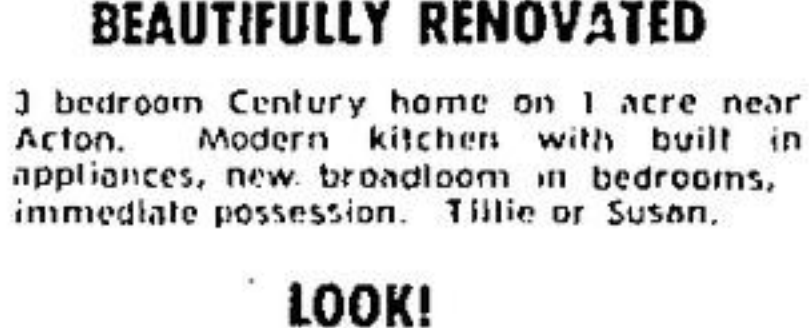 BEAUTIFULLY RENOVATED
3 bedroom Century home on 1 acre near
Acton. Modern kitchen with built in
appliances, new broadloom in bedrooms,
immediate possession. Tillie or Susan.
LOOK!